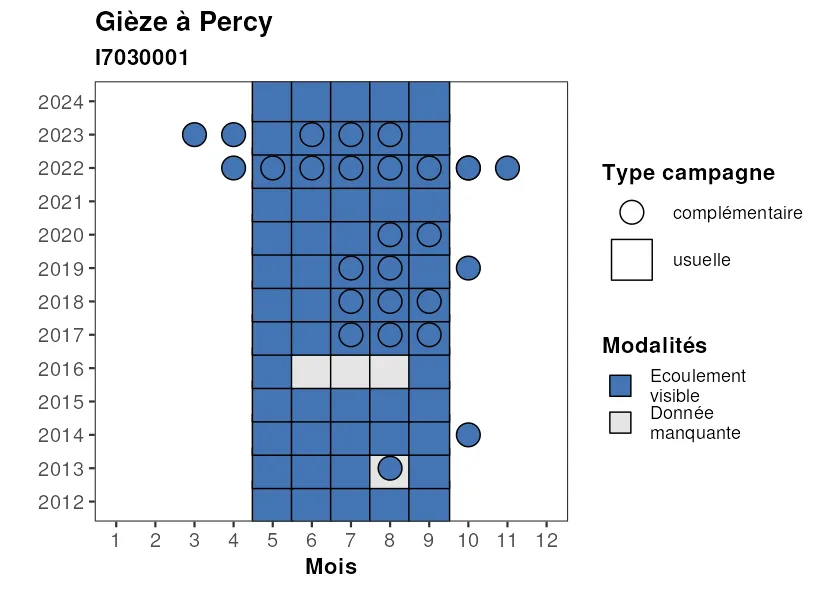 Gièze à Percy
I7030001
2024
2023
2022
2021
2020
2019
2018
2017
2016
2015
2014
2013
2012
1 2 3 4 5 6 7 8 9 10 11 12
Mois
Type campagne
complémentaire
usuelle
Modalités
Ecoulement
visible
Donnée
manquante